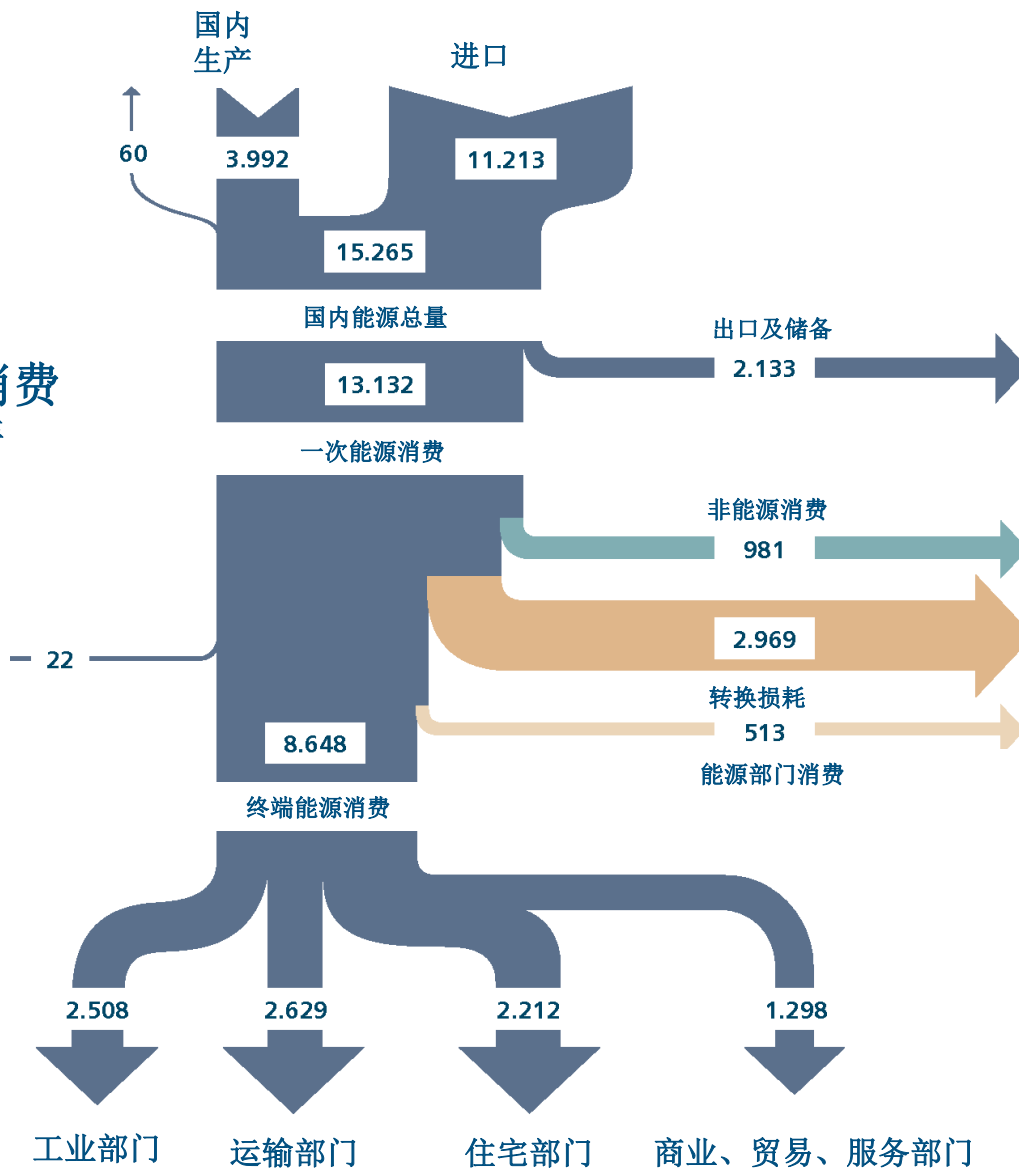 国内
生产
进口
60
3.992
11.213
15.265
国内能源总量
出口及储备
2.133
13.132
消费
一次能源消费
非能源消费
981
2.969
22
转换损耗
513
8.648
能源部门消费
终端能源消费
2.508
2.629
2.212
1.298
工业部门
运输部门
住宅部门
商业、贸易、服务部门